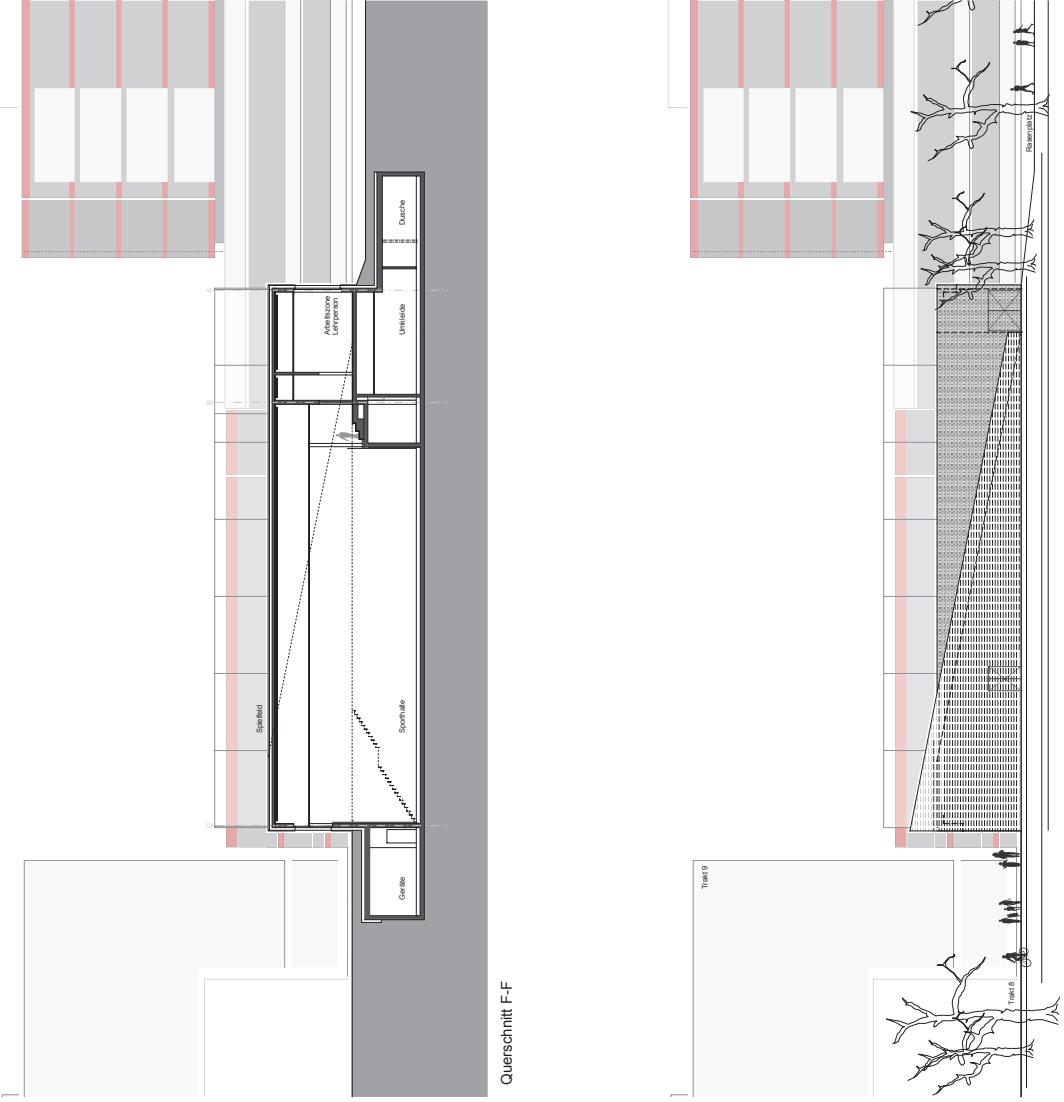 Spielfeld
Arbeitszone
Lehrperson
Dusche
Umkleide
Sporthalle
Geräte
A
B
C
Querschnitt F-F
Trakt 9
Trakt 8
Rasenplatz